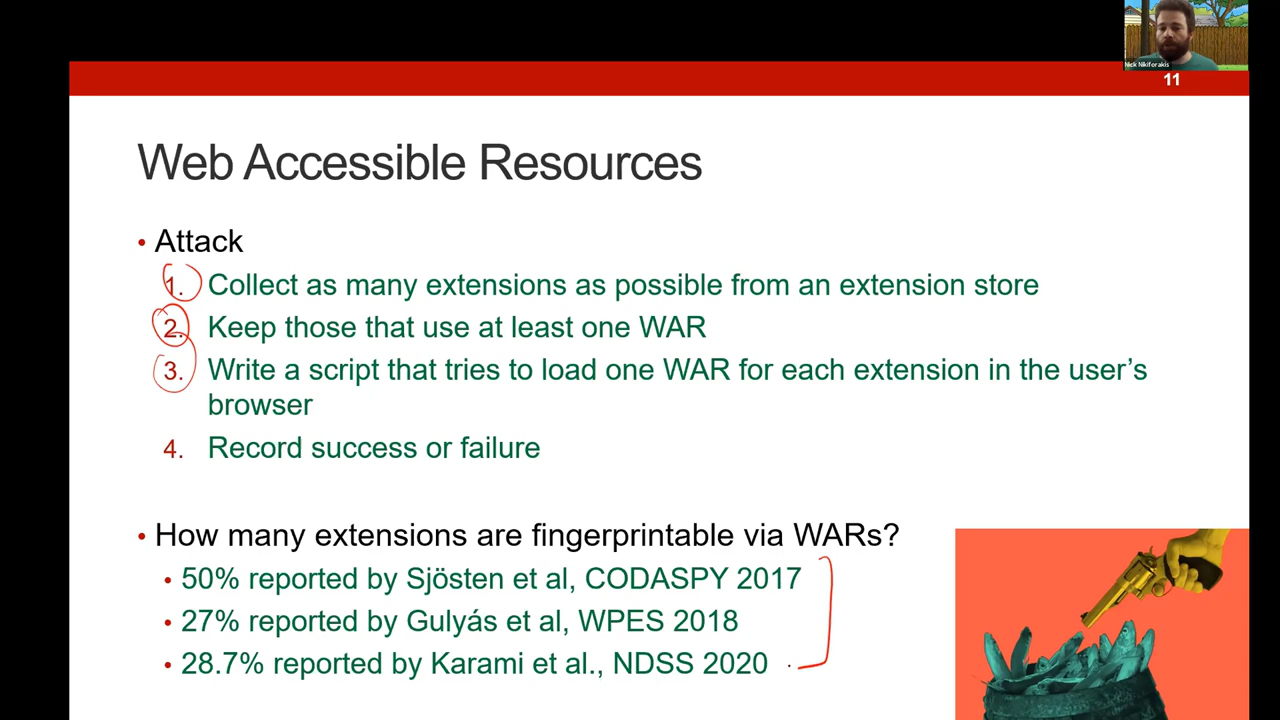 Nick Nikiforakis
11
Web Accessible Resources
• Attack
1. Collect as many extensions as possible from an extension store
2. Keep those that use at least one WAR
3. Write a script that tries to load one WAR for each extension in the user's
browser
4. Record success or failure
• How many extensions are fingerprintable via WARs?
• 50% reported by Sjösten et al, CODASPY 2017
• 27% reported by Gulyás et al, WPES 2018
• 28.7% reported by Karami et al., NDSS 2020